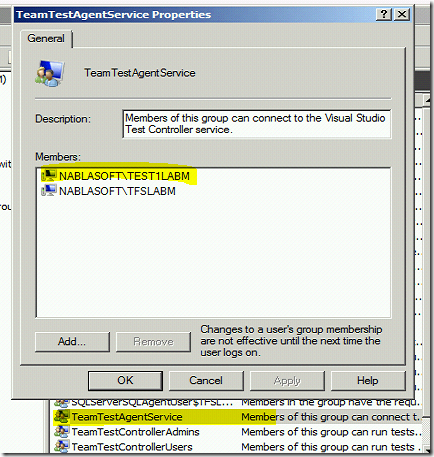 TeamTestAgentService Properties
General
TeamTestAgentService
Description:
Members of this group can connect to the Visual Studio
Test Controller service.
Members:
NABLASOFT\TEST1LABM
NABLASOFT\TFSLABM
Add...
Remove
Changes to a user's group membership
are not effective until the next time
the user logs on.
OK
Cancel
Apply
Help
SQLServerSQLAgentUser$TFSL... Members in the group have the requ...
TeamTestAgentService Members of this group can connect t...
TeamTestControllerAdmins Members of this group can run tests...
TeamTestControllerUsers Members of this group can run tests...